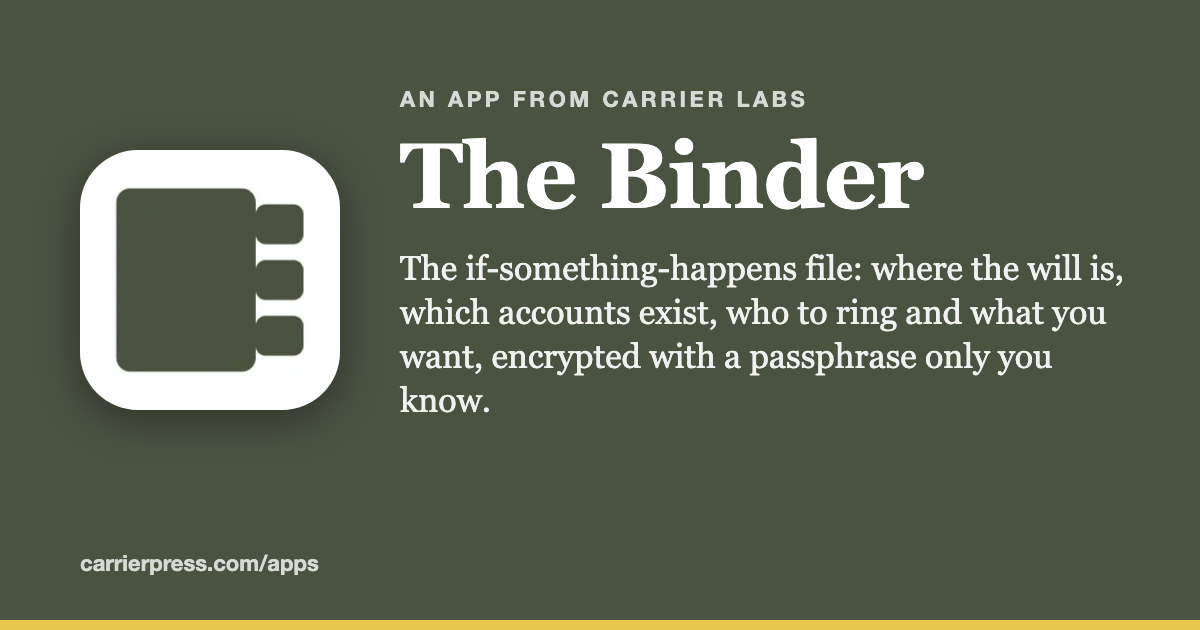 AN APP FROM CARRIER LABS
The Binder
The if-something-happens file: where the will is,
which accounts exist, who to ring and what you
want, encrypted with a passphrase only you
know.
carrierpress.com/apps